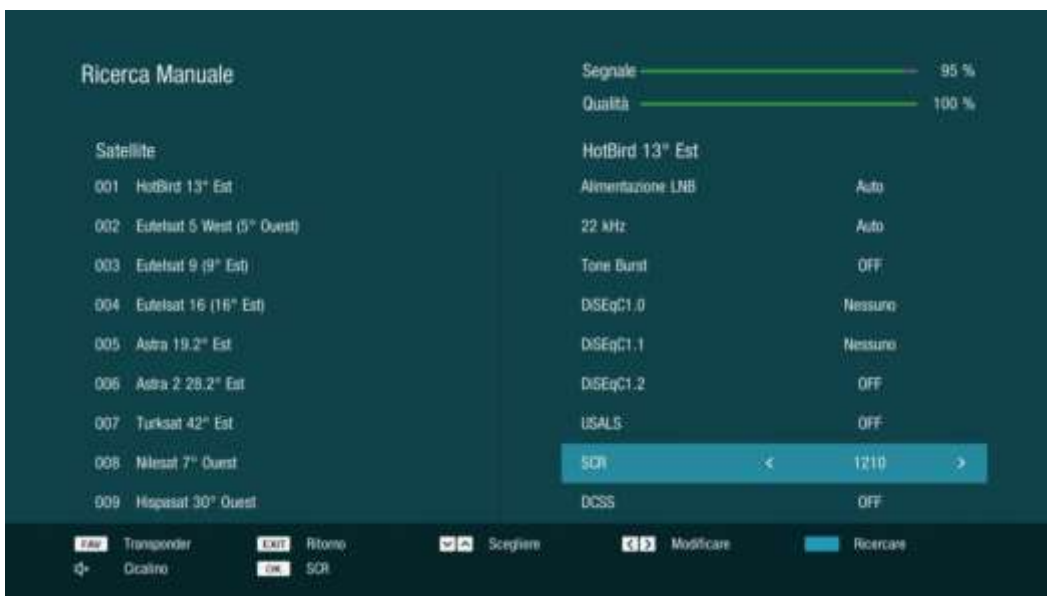 Ricerca Manuale
Segnale 95 %
Qualità 100 %
Satellite
001 HotBird 13° Est
002 Eutelsat 5 West (5° Ouest)
003 Eutelsat 9 (9° Est)
004 Eutelsat 16 (16° Est)
005 Astra 19.2° Est
006 Astra 2 28.2° Est
007 Turksat 42° Est
008 Nilesat 7° Ouest
009 Hispasat 30° Ouest
HotBird 13° Est
Alimentazione LNB Auto
22 kHz Auto
Tone Burst OFF
DiSEqC1.0 Nessuno
DiSEqC1.1 Nessuno
DiSEqC1.2 OFF
USALS OFF
SCR < 1210 >
DCSS OFF
FAV Transponder EXIT Ritorno Scegliere Modificare Ricercare
Cicalino OK SCR